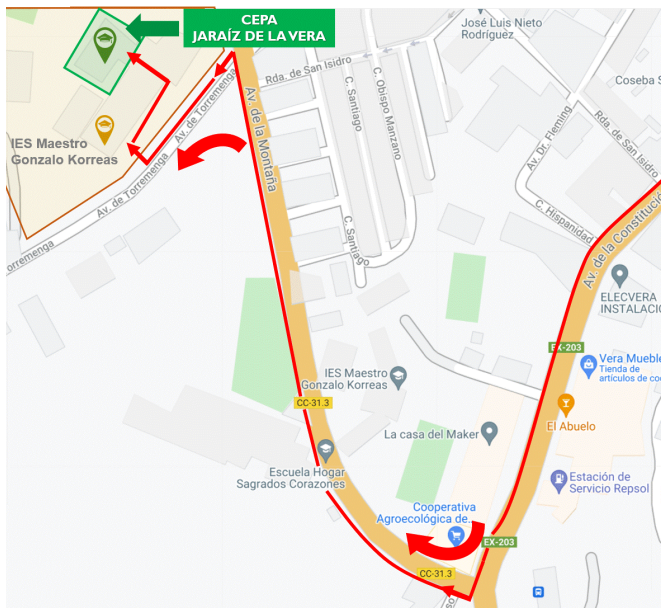 CEPA
JARAÍZ DE LA VERA
José Luis Nieto
Rodríguez
Rda. de San Isidro
Coseba S
Av. de la Montaña
C. Santiago
C. Obispo Manzano
Av. Dr. Fleming
Rda. de San Isidro
IES Maestro
Gonzalo Korreas
Av. de Torremenga
Av. de Torremenga
Torremenga
C. Santiago
C. Hispanidad
Av. de la Constitució
ELECVERA
INSTALACIO
EX-203
Vera Mueble
Tienda de
artículos de coc
IES Maestro
Gonzalo Korreas
CC-31.3
El Abuelo
La casa del Maker
Escuela Hogar
Sagrados Corazones
Estación de
Servicio Repsol
Cooperativa
Agroecológica de...
EX-203
CC-31.3